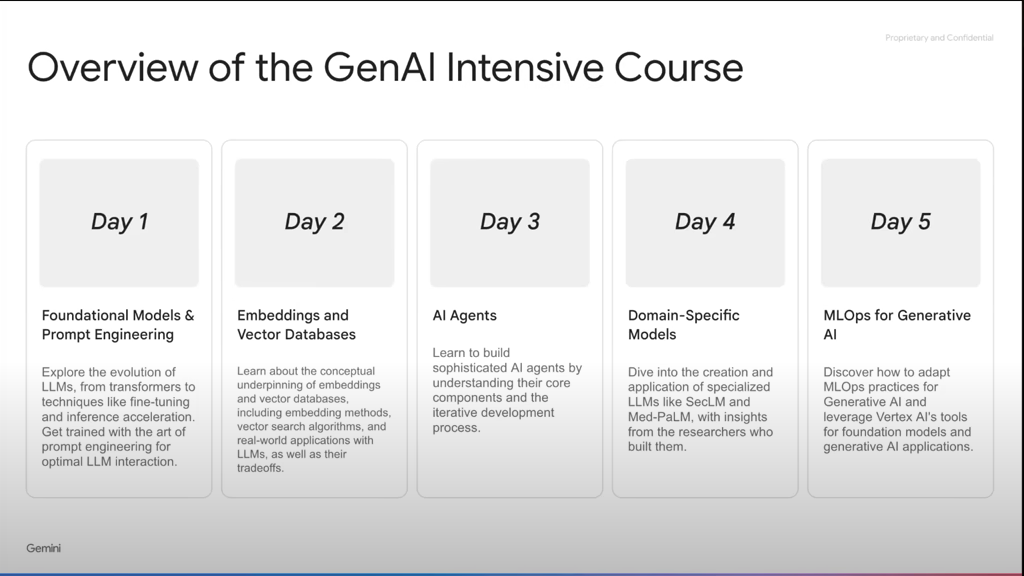 Proprietary and Confidential
Overview of the GenAI Intensive Course
Day 1
Foundational Models &
Prompt Engineering
Explore the evolution of
LLMs, from transformers to
techniques like fine-tuning
and inference acceleration.
Get trained with the art of
prompt engineering for
optimal LLM interaction.
Day 2
Embeddings and
Vector Databases
Learn about the conceptual
underpinning of embeddings
and vector databases,
including embedding methods,
vector search algorithms, and
real-world applications with
LLMs, as well as their
tradeoffs.
Day 3
AI Agents
Learn to build
sophisticated AI agents by
understanding their core
components and the
iterative development
process.
Day 4
Domain-Specific
Models
Dive into the creation and
application of specialized
LLMs like SecLM and
Med-PaLM, with insights
from the researchers who
built them.
Day 5
MLOps for Generative
AI
Discover how to adapt
MLOps practices for
Generative AI and
leverage Vertex AI's tools
for foundation models and
generative AI applications.
Gemini